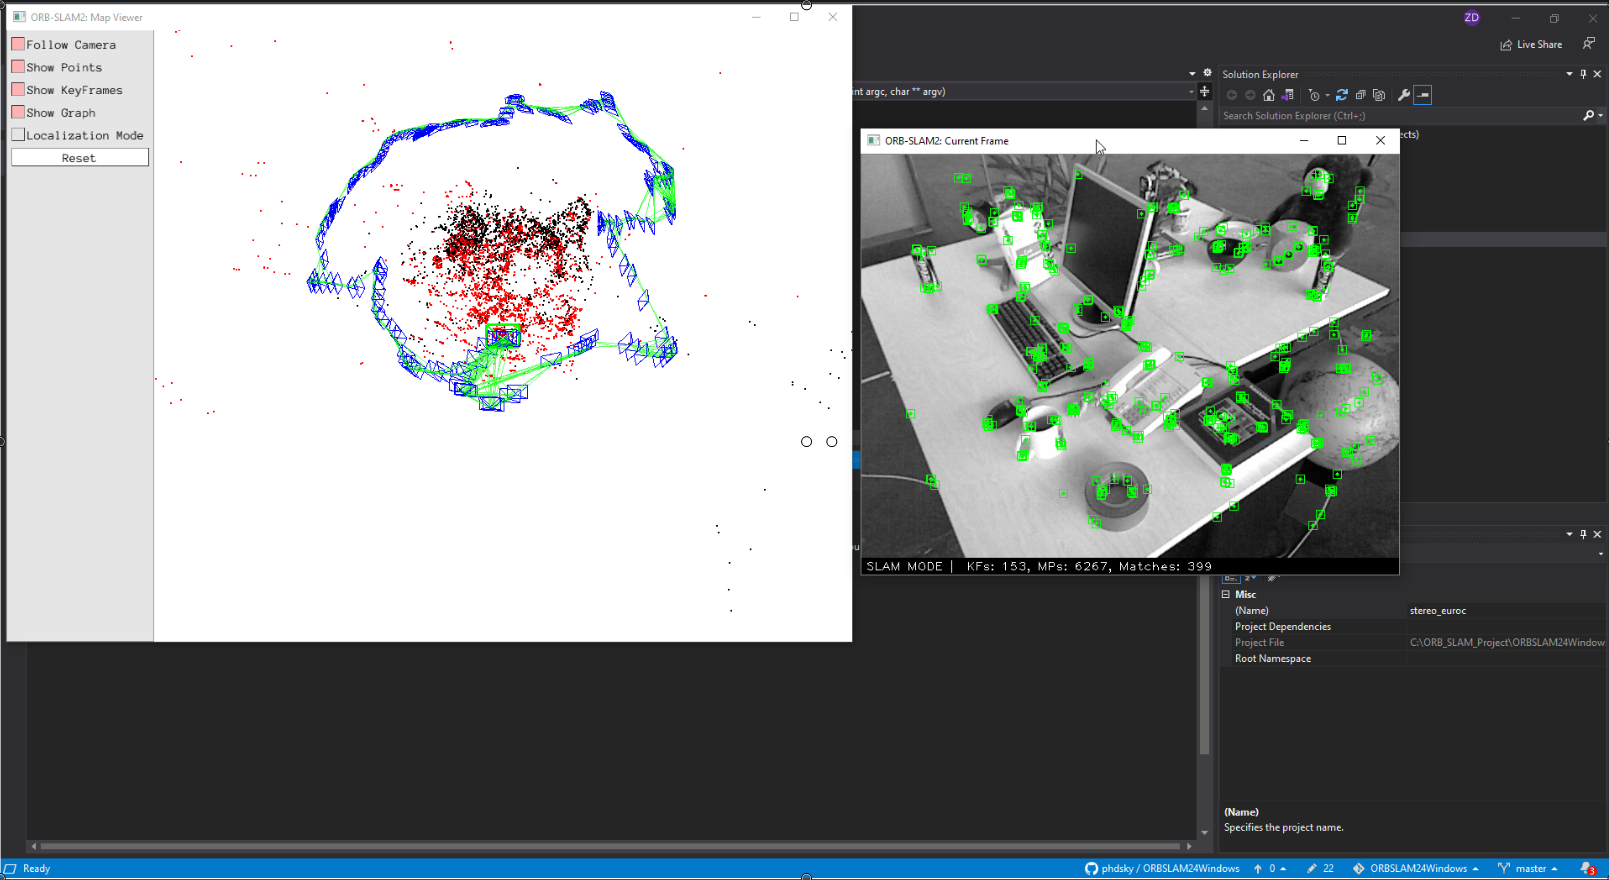 ORB-SLAM2: Map Viewer
Follow Camera
Show Points
Show KeyFrames
Show Graph
Localization Mode
Reset
ZD
Live Share
int argc, char ** argv)
Solution Explorer
Search Solution Explorer (Ctrl+;)
ects)
ORB-SLAM2: Current Frame
SLAM MODE | KFs: 153, MPs: 6267, Matches: 399
ou
Misc
(Name) stereo_euroc
Project Dependencies
Project File C:\ORB_SLAM_Project\ORBSLAM24Window
Root Namespace
(Name)
Specifies the project name.
Ready
phdsky / ORBSLAM24Windows 0 22 ORBSLAM24Windows master 3